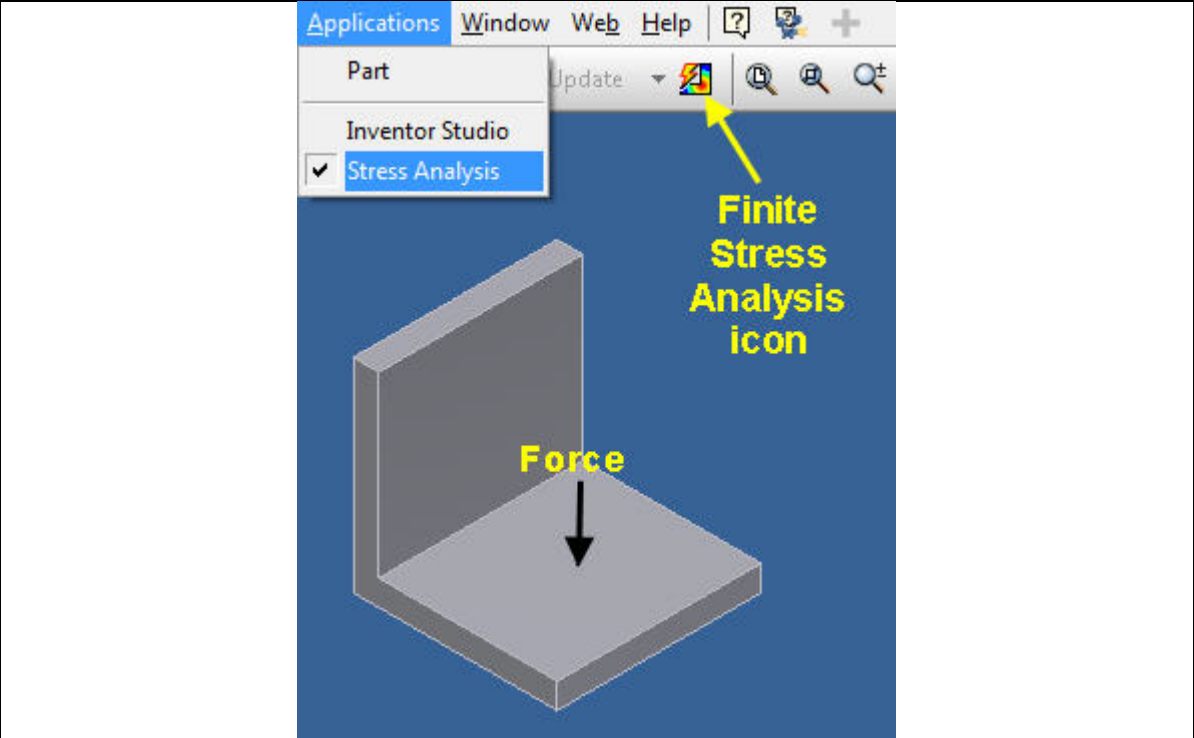 Applications Window Web Help
Part
Update
Inventor Studio
Stress Analysis
Finite
Stress
Analysis
icon
Force